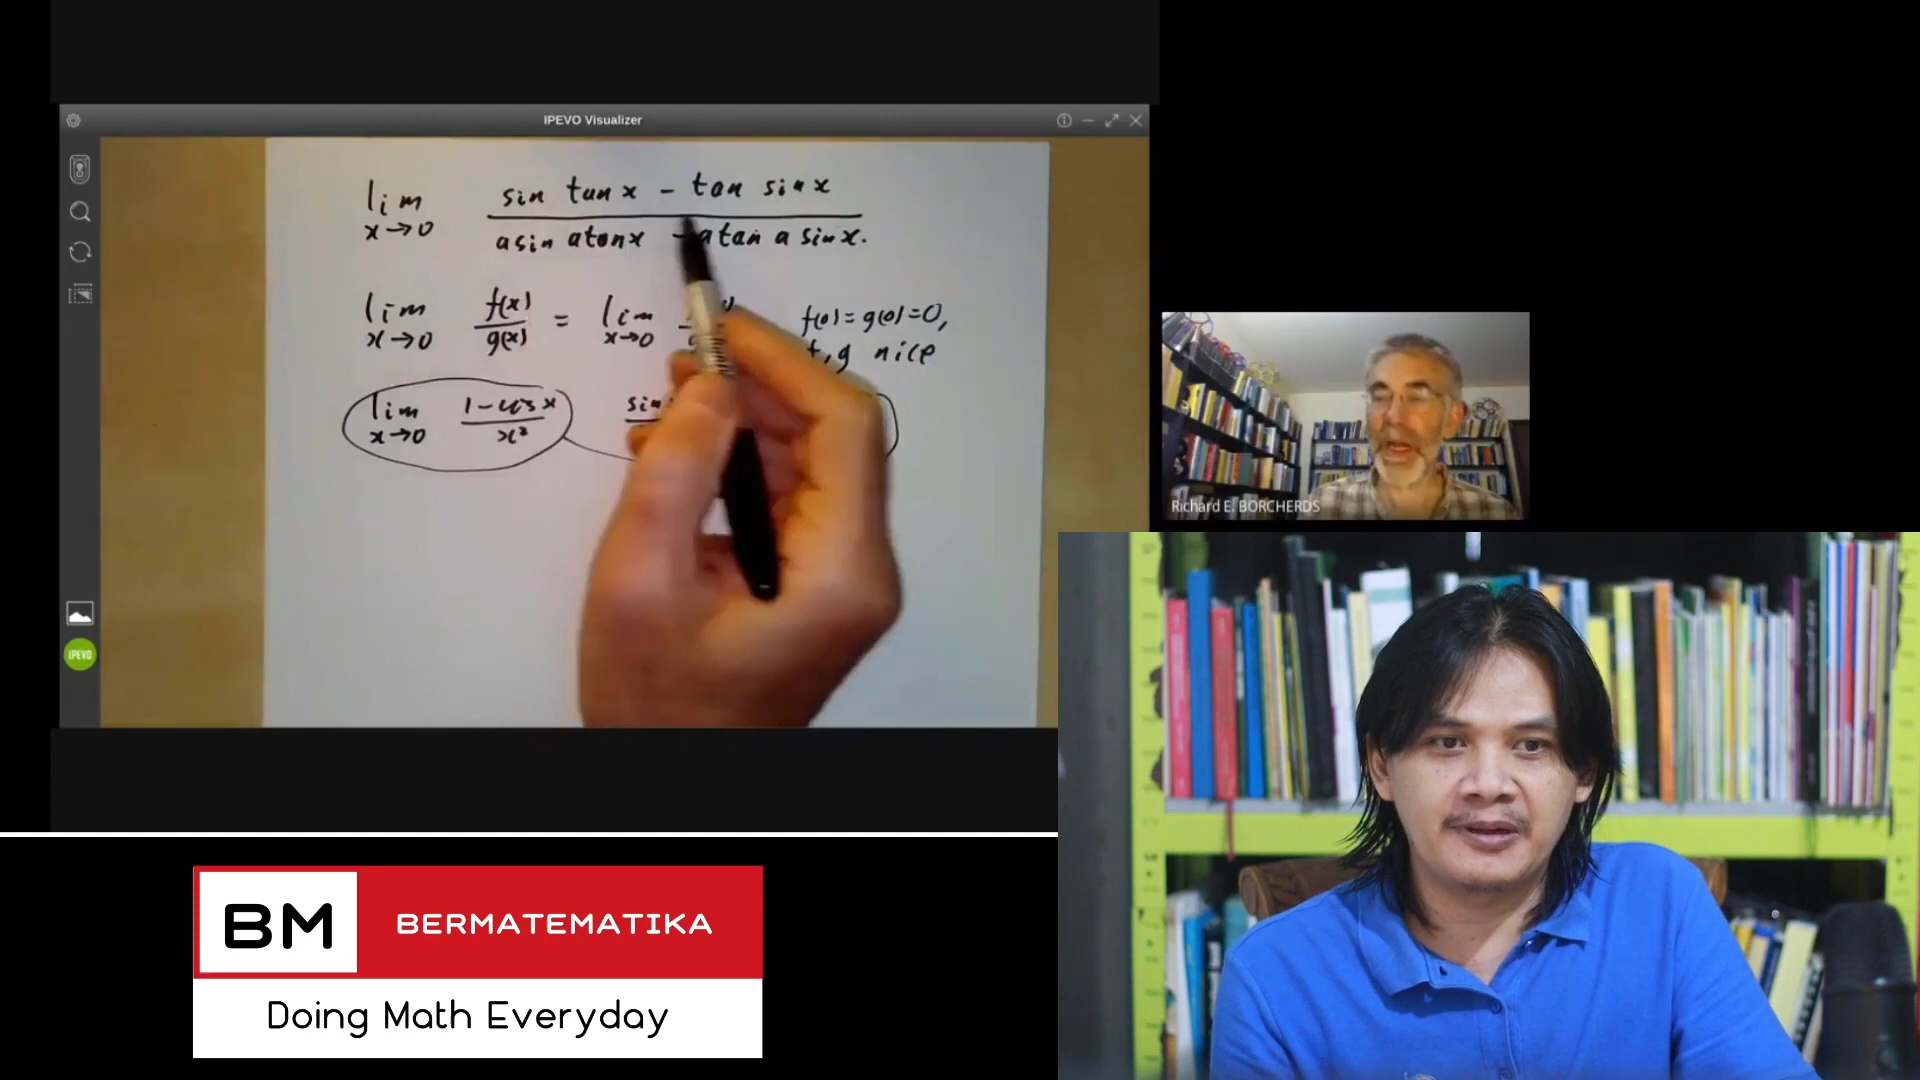 IPEVO Visualizer
lim x→0 sin tan x − tan sin x / asin atan x − atan asin x.
lim x→0 f(x)/g(x) = lim x→0 f(0) = g(0) = 0,
g nice
lim x→0 1 − cos x / x² sin
IPEVO
Richard E. BORCHERDS
BM BERMATEMATIKA
Doing Math Everyday